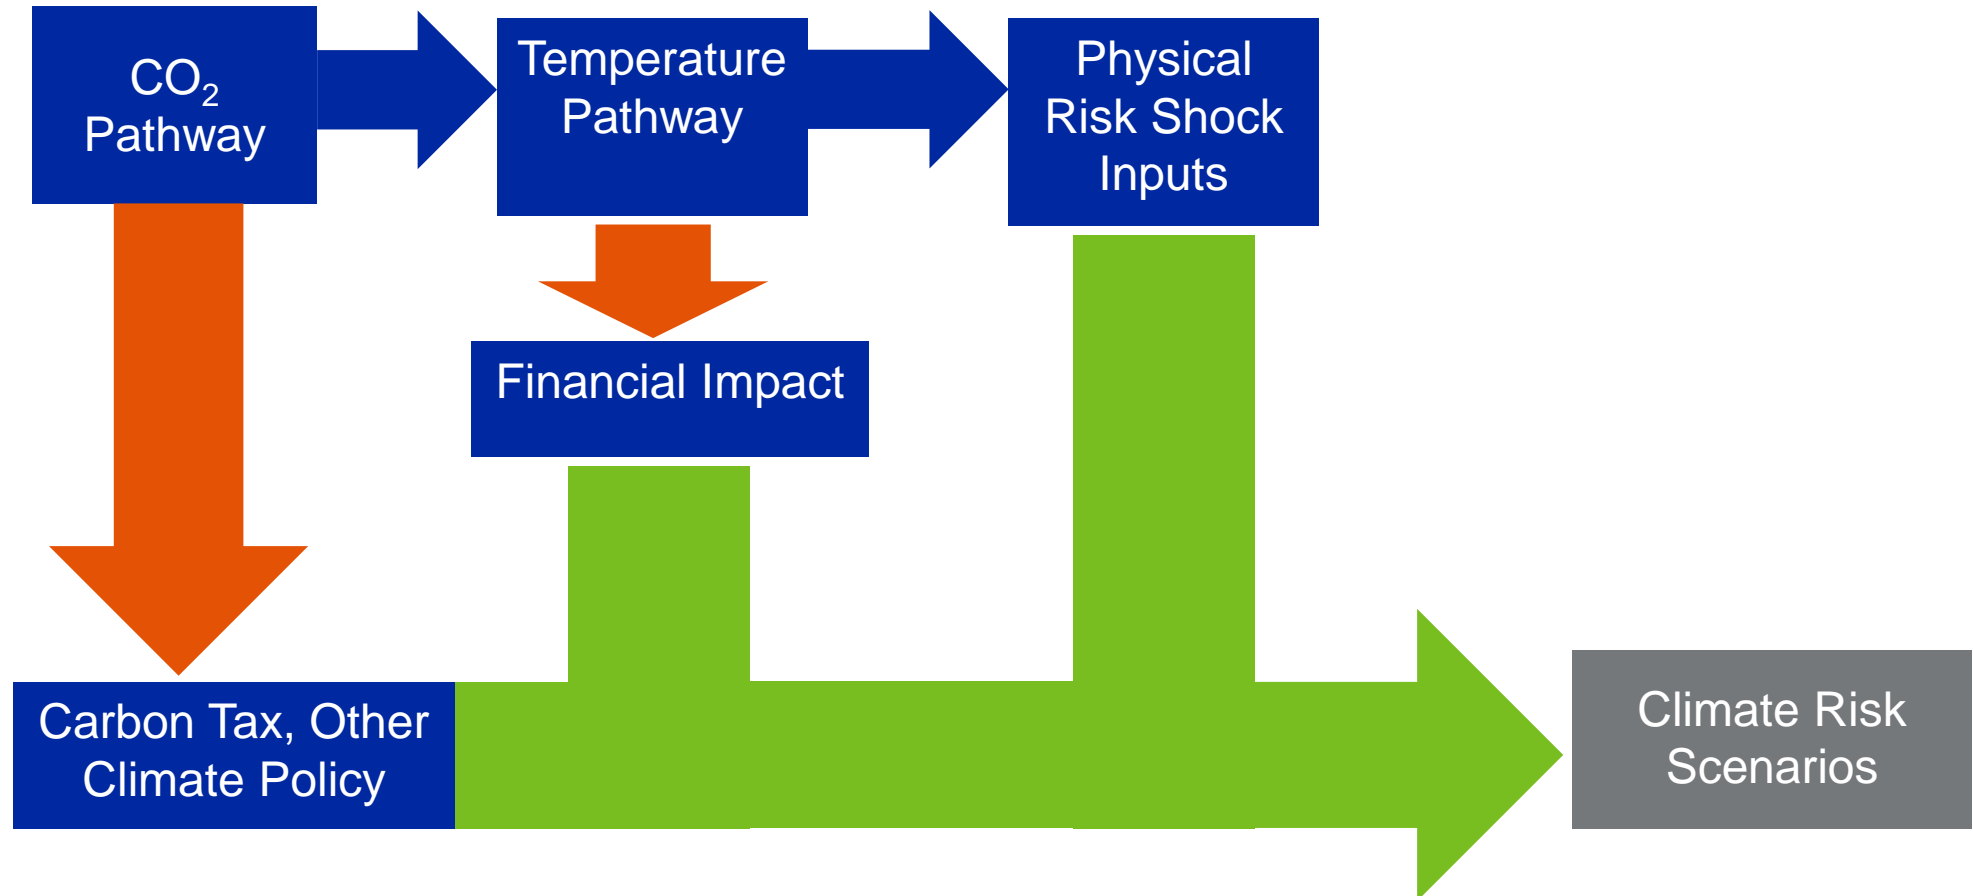 CO₂
Pathway
Temperature
Pathway
Physical
Risk Shock
Inputs
Financial Impact
Carbon Tax, Other
Climate Policy
Climate Risk
Scenarios